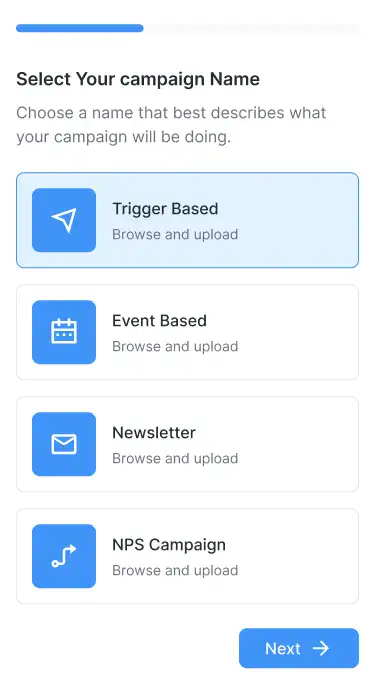 Select Your campaign Name
Choose a name that best describes what
your campaign will be doing.
Trigger Based
Browse and upload
Event Based
Browse and upload
Newsletter
Browse and upload
NPS Campaign
Browse and upload
Next